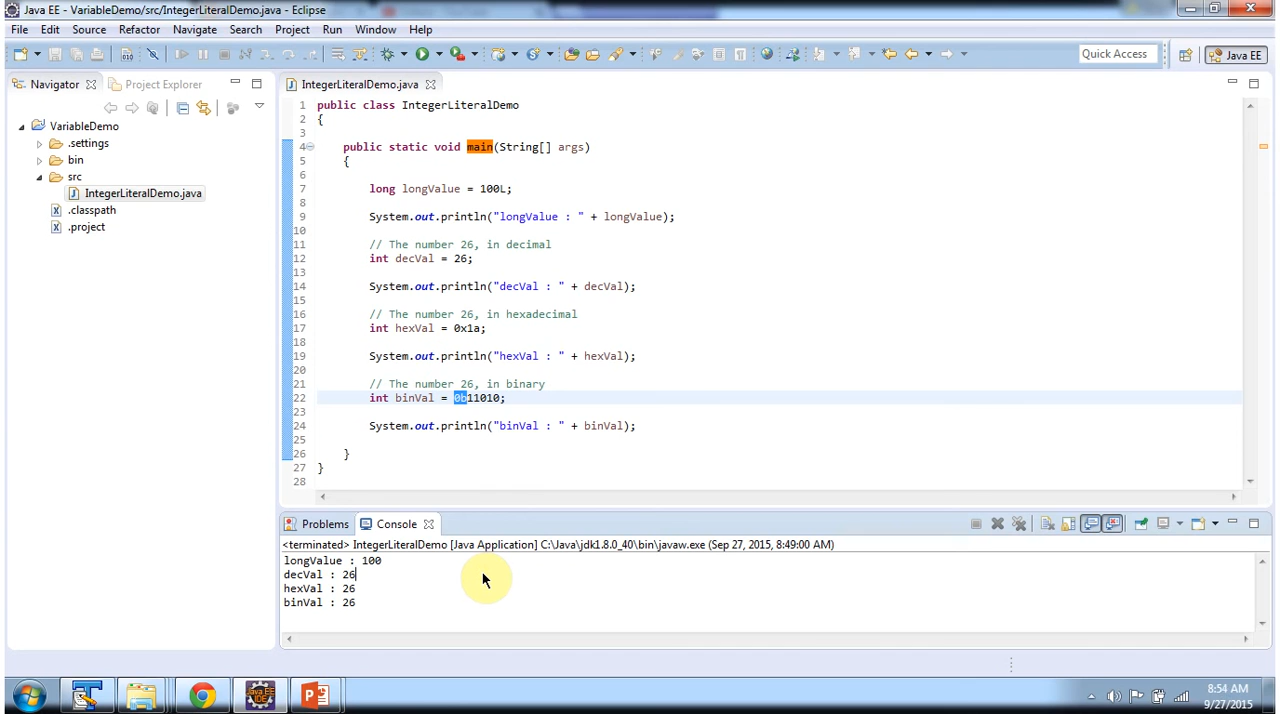 Java EE - VariableDemo/src/IntegerLiteralDemo.java - Eclipse
File Edit Source Refactor Navigate Search Project Run Window Help
Quick Access
Java EE
Navigator
Project Explorer
VariableDemo
.settings
bin
src
IntegerLiteralDemo.java
.classpath
.project
IntegerLiteralDemo.java
1 public class IntegerLiteralDemo
2 {
3
4 public static void main(String[] args)
5 {
6
7 long longValue = 100L;
8
9 System.out.println("longValue : " + longValue);
10
11 // The number 26, in decimal
12 int decVal = 26;
13
14 System.out.println("decVal : " + decVal);
15
16 // The number 26, in hexadecimal
17 int hexVal = 0x1a;
18
19 System.out.println("hexVal : " + hexVal);
20
21 // The number 26, in binary
22 int binVal = 0b11010;
23
24 System.out.println("binVal : " + binVal);
25
26 }
27 }
28
Problems Console
<terminated> IntegerLiteralDemo [Java Application] C:\Java\jdk1.8.0_40\bin\javaw.exe (Sep 27, 2015, 8:49:00 AM)
longValue : 100
decVal : 26
hexVal : 26
binVal : 26
Java EE
IDE
8:54 AM
9/27/2015